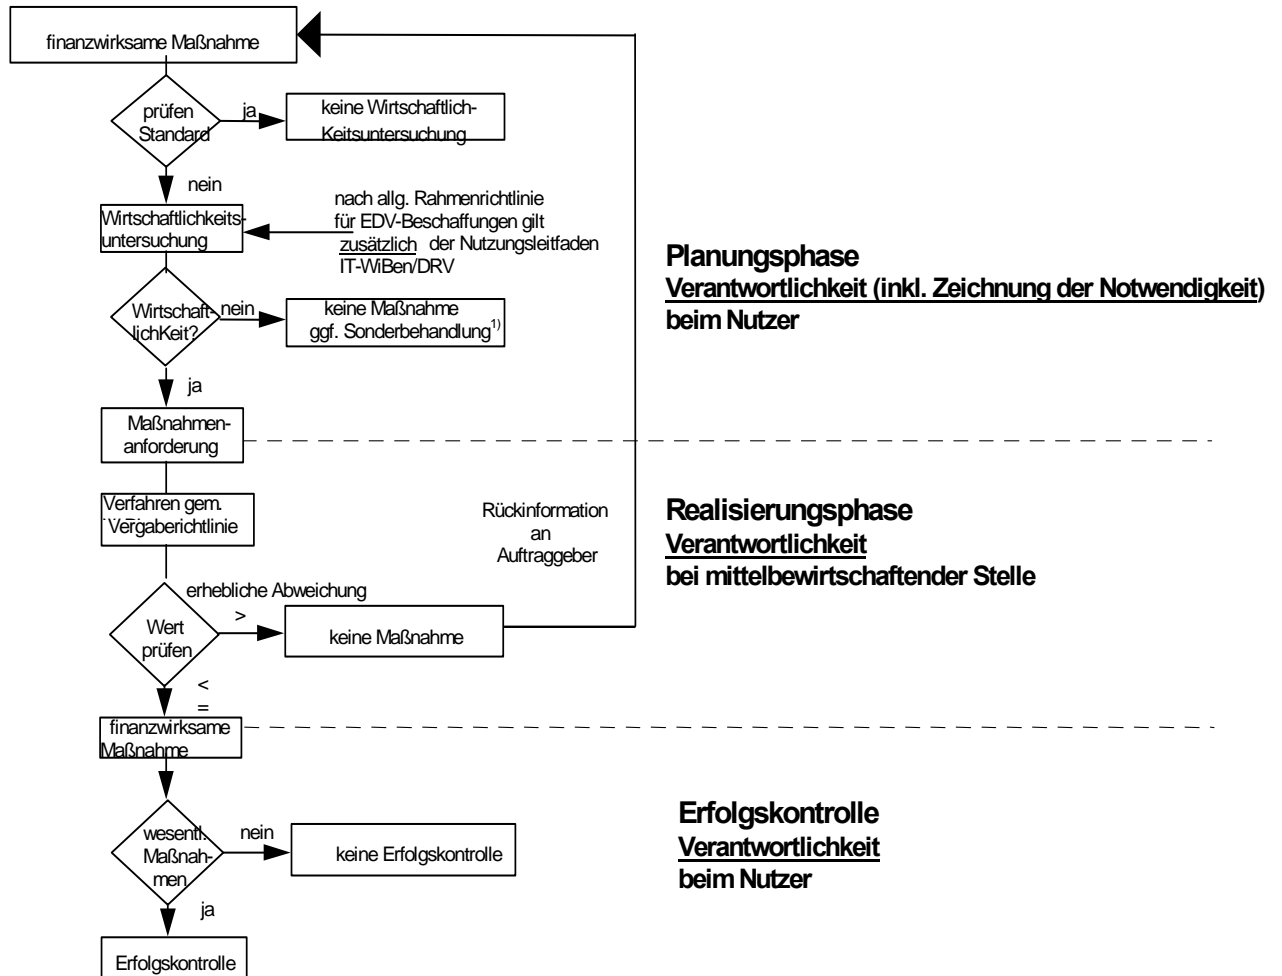 finanzwirksame Maßnahme
prüfen
Standard
ja
keine Wirtschaftlich-
Keitsuntersuchung
nein
Wirtschaftlichkeits-
untersuchung
nach allg. Rahmenrichtlinie
für EDV-Beschaffungen gilt
zusätzlich der Nutzungsleitfaden
IT-WiBen/DRV
Planungsphase
Verantwortlichkeit (inkl. Zeichnung der Notwendigkeit)
beim Nutzer
Wirtschaft-
lichKeit?
nein
keine Maßnahme
ggf. Sonderbehandlung1)
ja
Maßnahmen-
anforderung
Verfahren gem.
Vergaberichtlinie
Rückinformation
an
Auftraggeber
Realisierungsphase
Verantwortlichkeit
bei mittelbewirtschaftender Stelle
erhebliche Abweichung
>
Wert
prüfen
keine Maßnahme
<
=
finanzwirksame
Maßnahme
wesentl.
Maßnah-
men
nein
keine Erfolgskontrolle
Erfolgskontrolle
Verantwortlichkeit
beim Nutzer
ja
Erfolgskontrolle